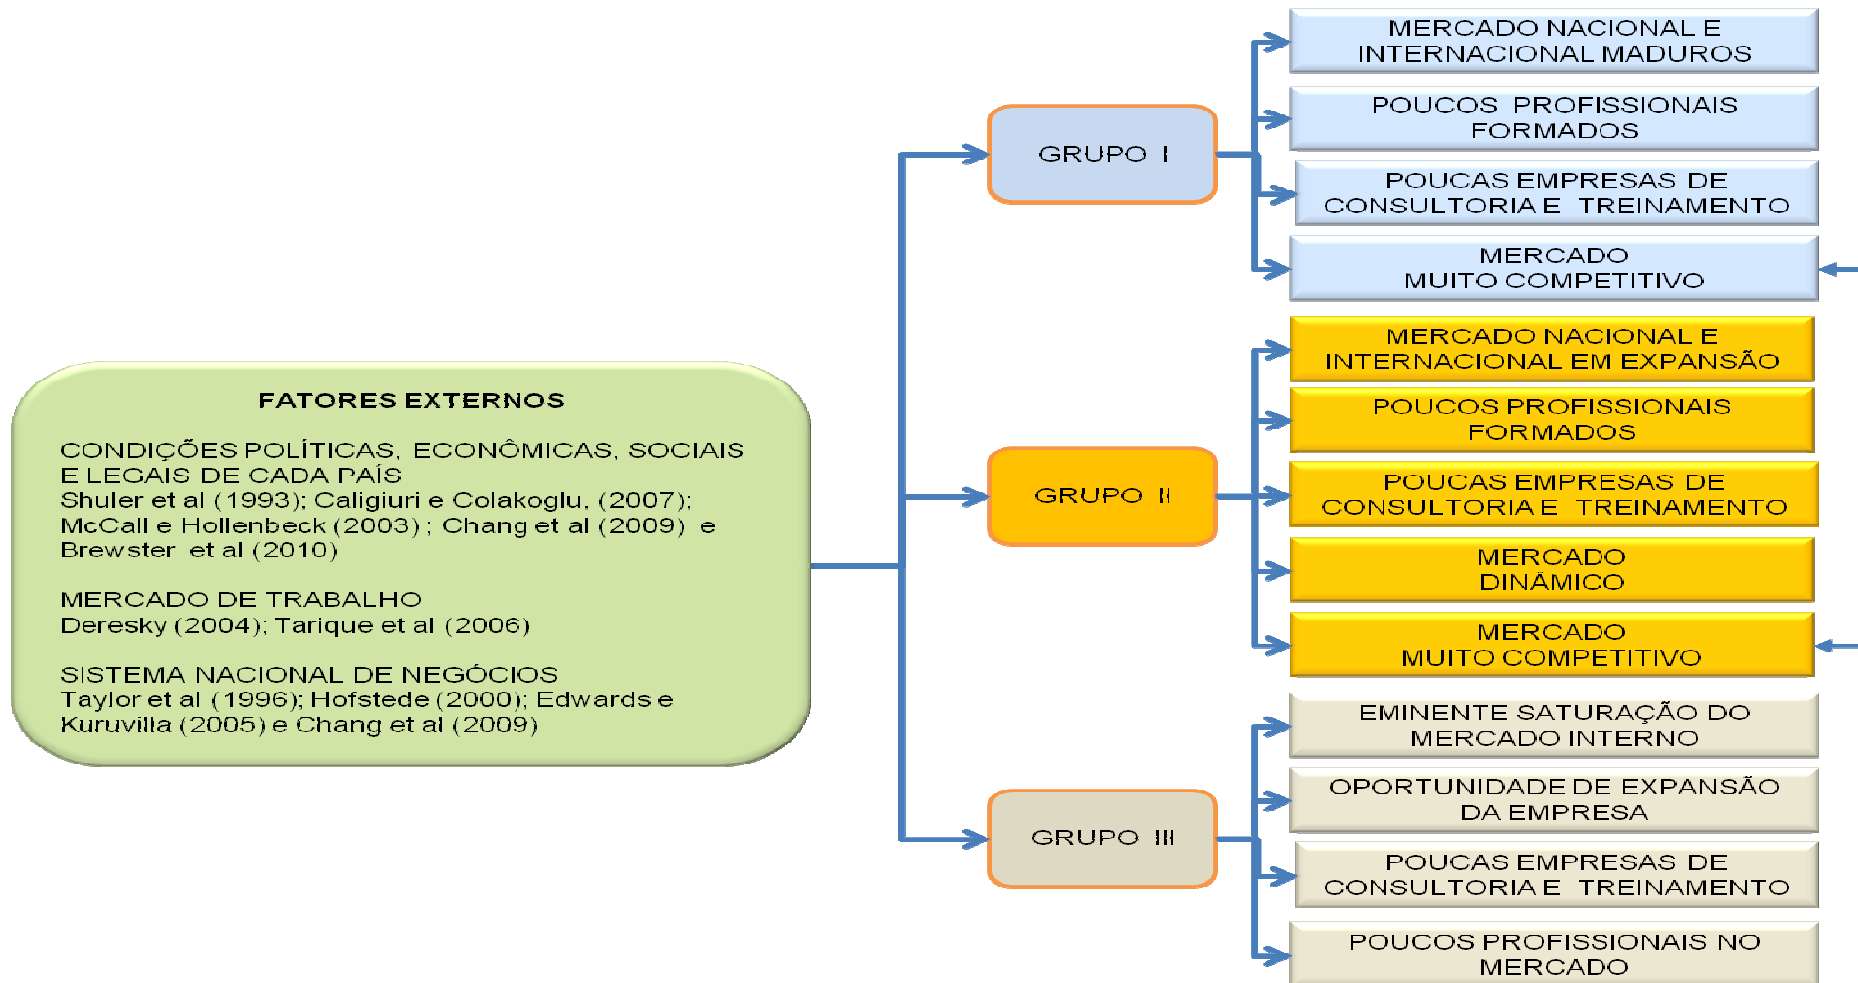 FATORES EXTERNOS
CONDIÇÕES POLÍTICAS, ECONÔMICAS, SOCIAIS
E LEGAIS DE CADA PAÍS
Shuler et al (1993); Caligiuri e Colakoglu, (2007);
McCall e Hollenbeck (2003) ; Chang et al (2009) e
Brewster et al (2010)
MERCADO DE TRABALHO
Deresky (2004); Tarique et al (2006)
SISTEMA NACIONAL DE NEGÓCIOS
Taylor et al (1996); Hofstede (2000); Edwards e
Kuruvilla (2005) e Chang et al (2009)
GRUPO I
MERCADO NACIONAL E
INTERNACIONAL MADUROS
POUCOS PROFISSIONAIS
FORMADOS
POUCAS EMPRESAS DE
CONSULTORIA E TREINAMENTO
MERCADO
MUITO COMPETITIVO
GRUPO II
MERCADO NACIONAL E
INTERNACIONAL EM EXPANSÃO
POUCOS PROFISSIONAIS
FORMADOS
POUCAS EMPRESAS DE
CONSULTORIA E TREINAMENTO
MERCADO
DINÂMICO
MERCADO
MUITO COMPETITIVO
GRUPO III
EMINENTE SATURAÇÃO DO
MERCADO INTERNO
OPORTUNIDADE DE EXPANSÃO
DA EMPRESA
POUCAS EMPRESAS DE
CONSULTORIA E TREINAMENTO
POUCOS PROFISSIONAIS NO
MERCADO